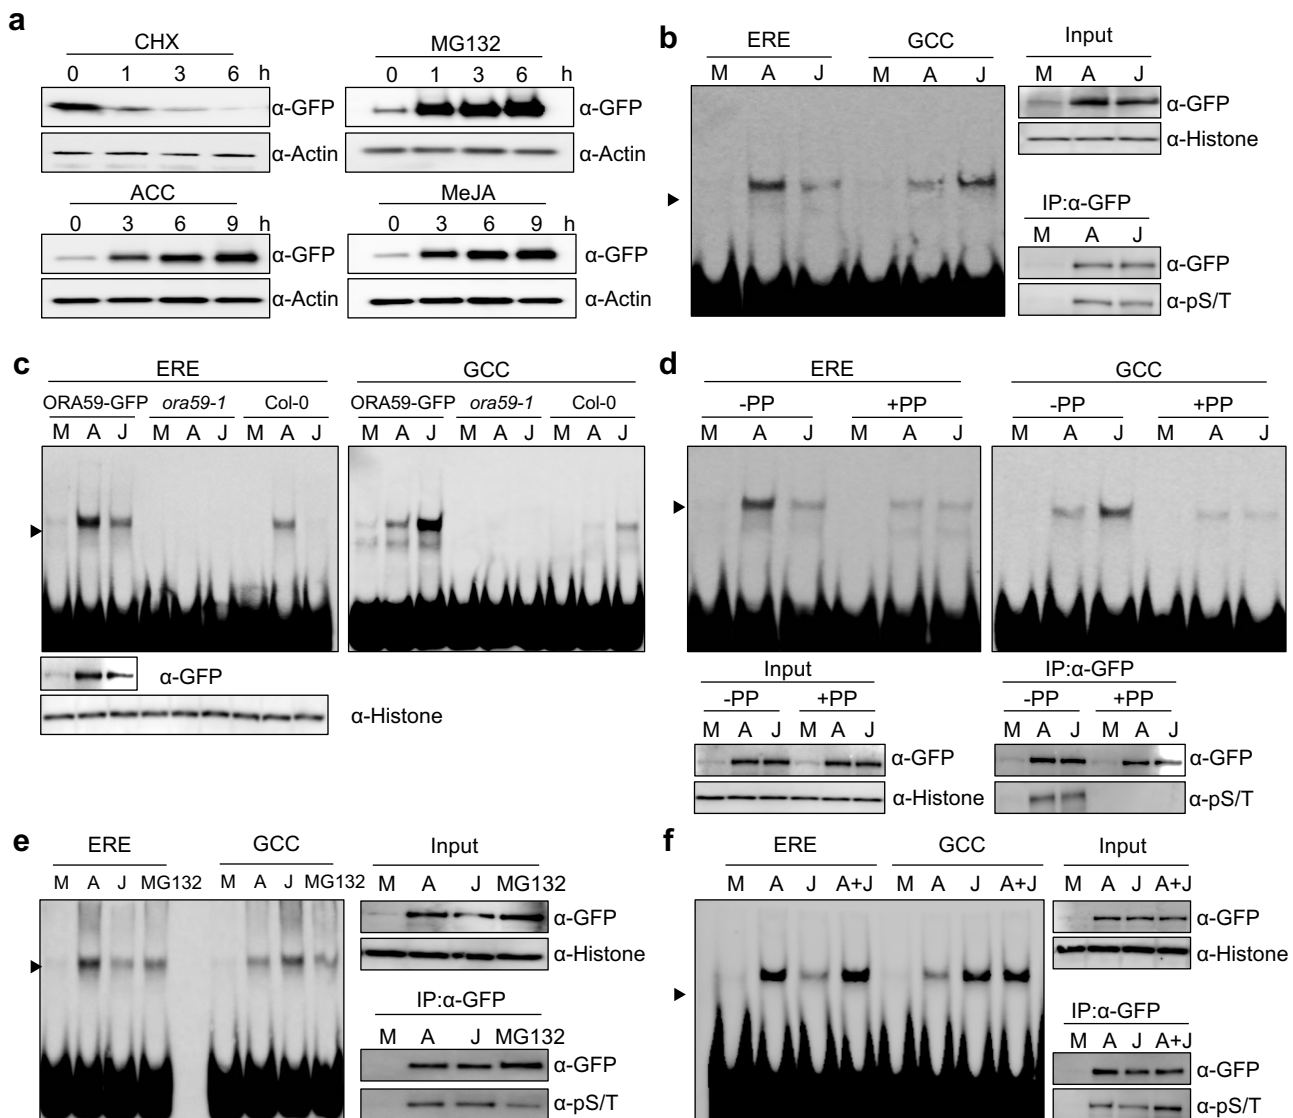 a
CHX
0 1 3 6 h
α-GFP
α-Actin
MG132
0 1 3 6 h
α-GFP
α-Actin
ACC
0 3 6 9 h
α-GFP
α-Actin
MeJA
0 3 6 9 h
α-GFP
α-Actin
b
ERE GCC
M A J M A J
Input
M A J
α-GFP
α-Histone
IP:α-GFP
M A J
α-GFP
α-pS/T
c
ERE
ORA59-GFP ora59-1 Col-0
M A J M A J M A J
GCC
ORA59-GFP ora59-1 Col-0
M A J M A J M A J
α-GFP
α-Histone
d
ERE
-PP +PP
M A J M A J
GCC
-PP +PP
M A J M A J
Input
-PP +PP
M A J M A J
α-GFP
α-Histone
IP:α-GFP
-PP +PP
M A J M A J
α-GFP
α-pS/T
e
ERE GCC
M A J MG132 M A J MG132
Input
M A J MG132
α-GFP
α-Histone
IP:α-GFP
M A J MG132
α-GFP
α-pS/T
f
ERE GCC
M A J A+J M A J A+J
Input
M A J A+J
α-GFP
α-Histone
IP:α-GFP
M A J A+J
α-GFP
α-pS/T